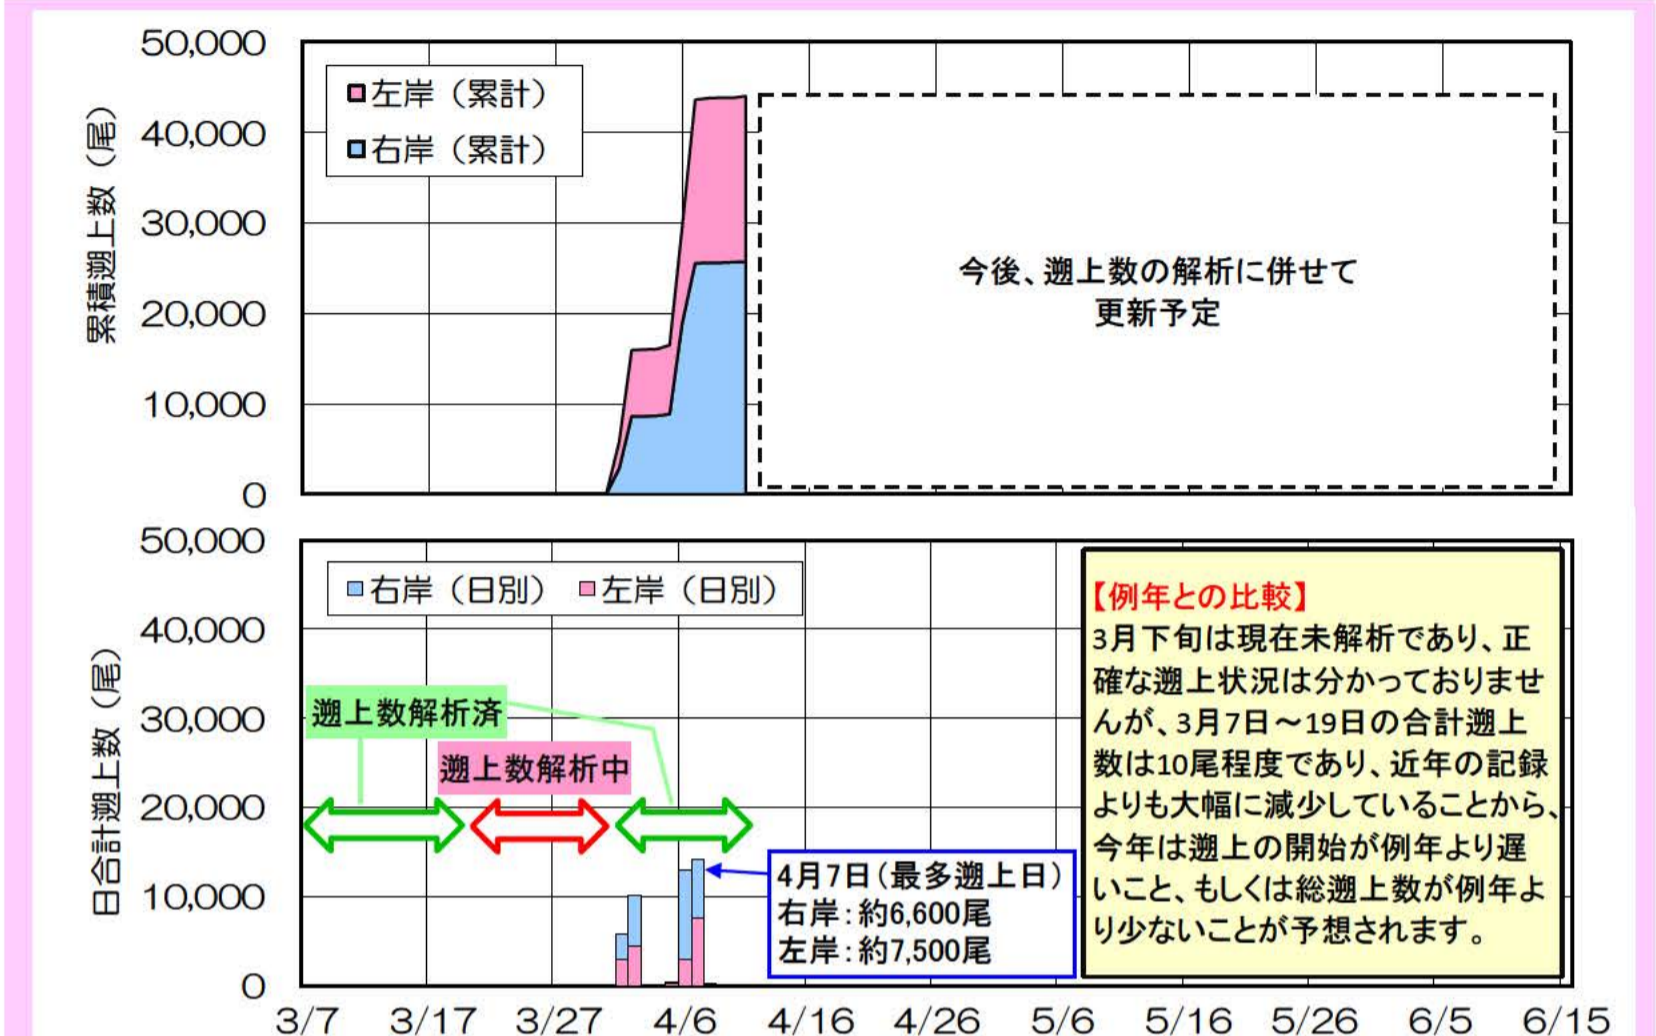 50,000
40,000
30,000
20,000
10,000
0
累積遡上数（尾）
左岸（累計）
右岸（累計）
今後、遡上数の解析に併せて
更新予定
50,000
40,000
30,000
20,000
10,000
0
日合計遡上数（尾）
右岸（日別） 左岸（日別）
遡上数解析済
遡上数解析中
4月7日（最多遡上日）
右岸：約6,600尾
左岸：約7,500尾
【例年との比較】
3月下旬は現在未解析であり、正
確な遡上状況は分かっておりませ
んが、3月7日～19日の合計遡上
数は10尾程度であり、近年の記録
よりも大幅に減少していることから、
今年は遡上の開始が例年より遅
いこと、もしくは総遡上数が例年よ
り少ないことが予想されます。
3/7 3/17 3/27 4/6 4/16 4/26 5/6 5/16 5/26 6/5 6/15